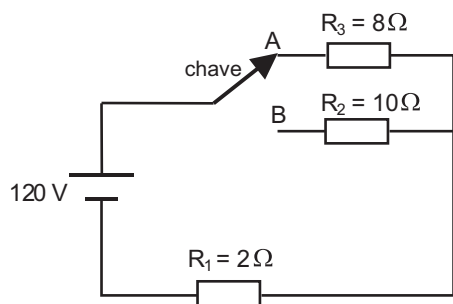 R₃ = 8Ω
A
chave
R₂ = 10Ω
B
120 V
R₁ = 2Ω